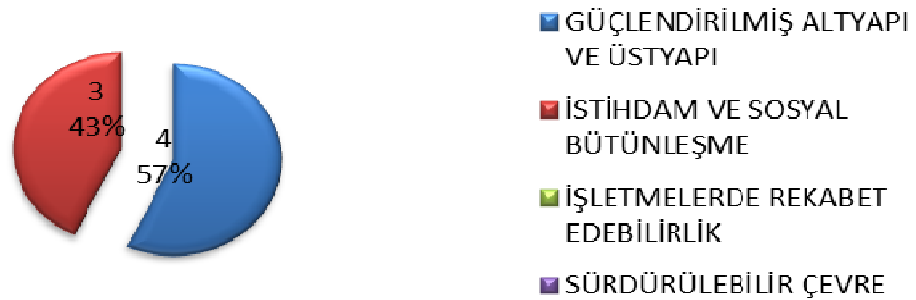 3
43%
4
57%
GÜÇLENDİRİLMİŞ ALTYAPI
VE ÜSTYAPI
İSTİHDAM VE SOSYAL
BÜTÜNLEŞME
İŞLETMELERDE REKABET
EDEBİLİRLİK
SÜRDÜRÜLEBİLİR ÇEVRE